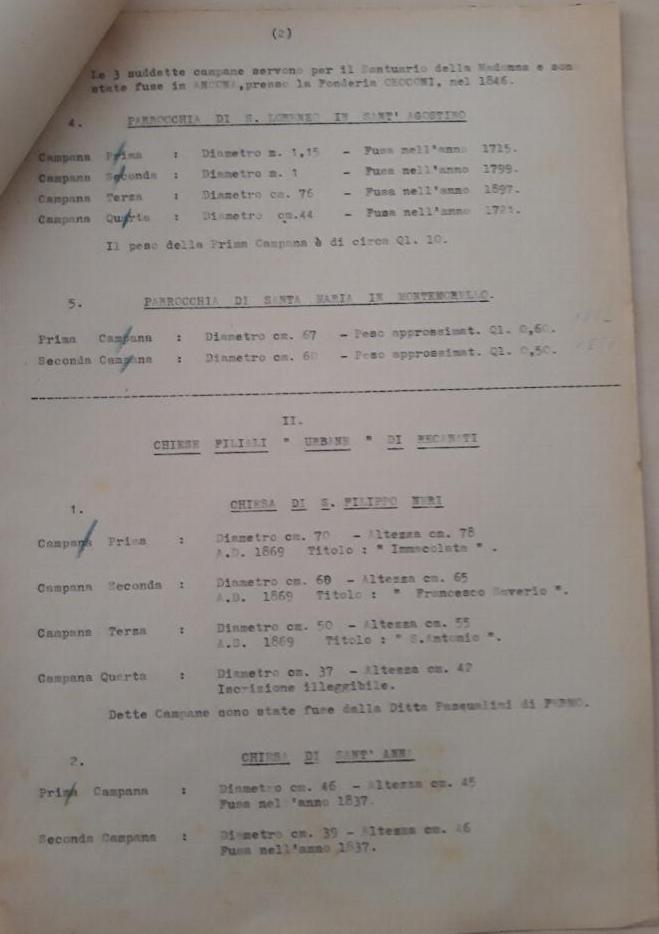 (2)
Le 3 suddette campane servono per il Santuario della Madonna e sono
state fuse in ANCONA, presso la Fonderia CECCONI, nel 1846.
4. PARROCCHIA DI S. LORENZO IN SANT' AGOSTINO
Campana Prima : Diametro m. 1,15 - Fusa nell'anno 1715.
Campana Seconda : Diametro m. 1 - Fusa nell'anno 1799.
Campana Terza : Diametro cm. 76 - Fusa nell'anno 1897.
Campana Quarta : Diametro cm.44 - Fusa nell'anno 1721.
Il peso della Prima Campana è di circa Ql. 10.
5. PARROCCHIA DI SANTA MARIA IN MONTEMORELLO.
Prima Campana : Diametro cm. 67 - Peso approssimat. Ql. 0,60.
Seconda Campana : Diametro cm. 60 - Peso approssimat. Ql. 0,50.
II.
CHIESE FILIALI " URBANE " DI RECANATI
1. CHIESA DI S. FILIPPO NERI
Campana Prima : Diametro cm. 70 - Altezza cm. 78
A.D. 1869 Titolo : " Immacolata " .
Campana Seconda : Diametro cm. 60 - Altezza cm. 65
A.D. 1869 Titolo : " Francesco Saverio ".
Campana Terza : Diametro cm. 50 - Altezza cm. 55
A.D. 1869 Titolo : " S.Antonio ".
Campana Quarta : Diametro cm. 37 - Altezza cm. 42
Iscrizione illeggibile.
Dette Campane sono state fuse dalla Ditta Pasqualini di FERMO.
2. CHIESA DI SANT' ANNA
Prima Campana : Diametro cm. 46 - Altezza cm. 45
Fusa nell'anno 1837.
Seconda Campana : Diametro cm. 39 - Altezza cm. 46
Fusa nell'anno 1837.